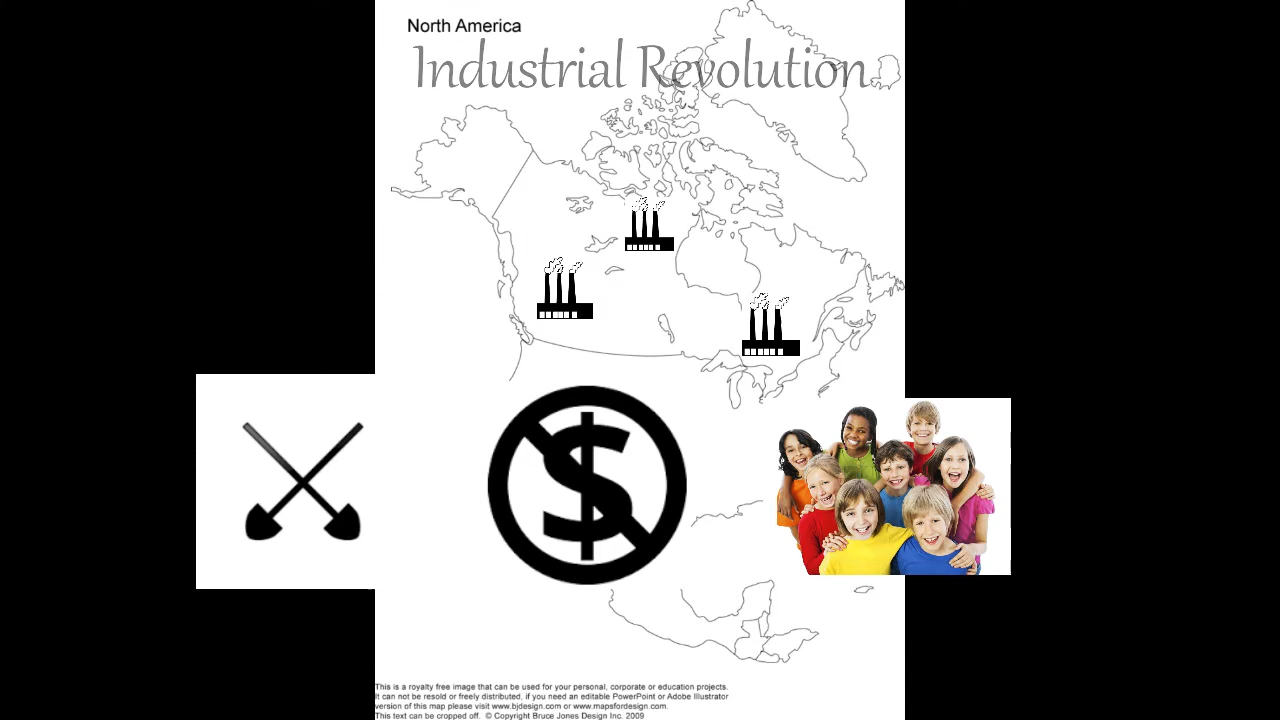 North America
Industrial Revolution
$
This is a royalty free image that can be used for your personal, corporate or education projects.
It can not be resold or freely distributed, if you need an editable PowerPoint or Adobe Illustrator
version of this map please visit www.bjdesign.com or www.mapsfordesign.com.
This text can be cropped off. © Copyright Bruce Jones Design Inc. 2009